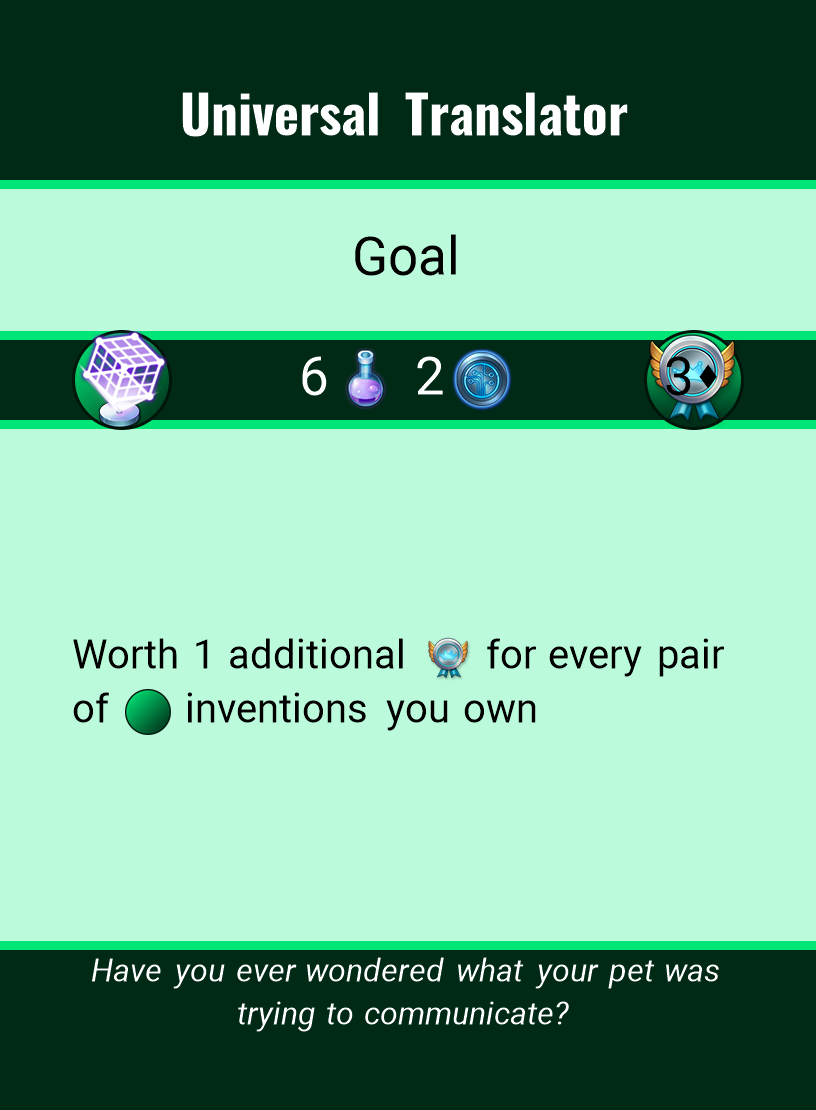 Universal Translator
Goal
6 2
3♦
Worth 1 additional for every pair
of inventions you own
Have you ever wondered what your pet was
trying to communicate?